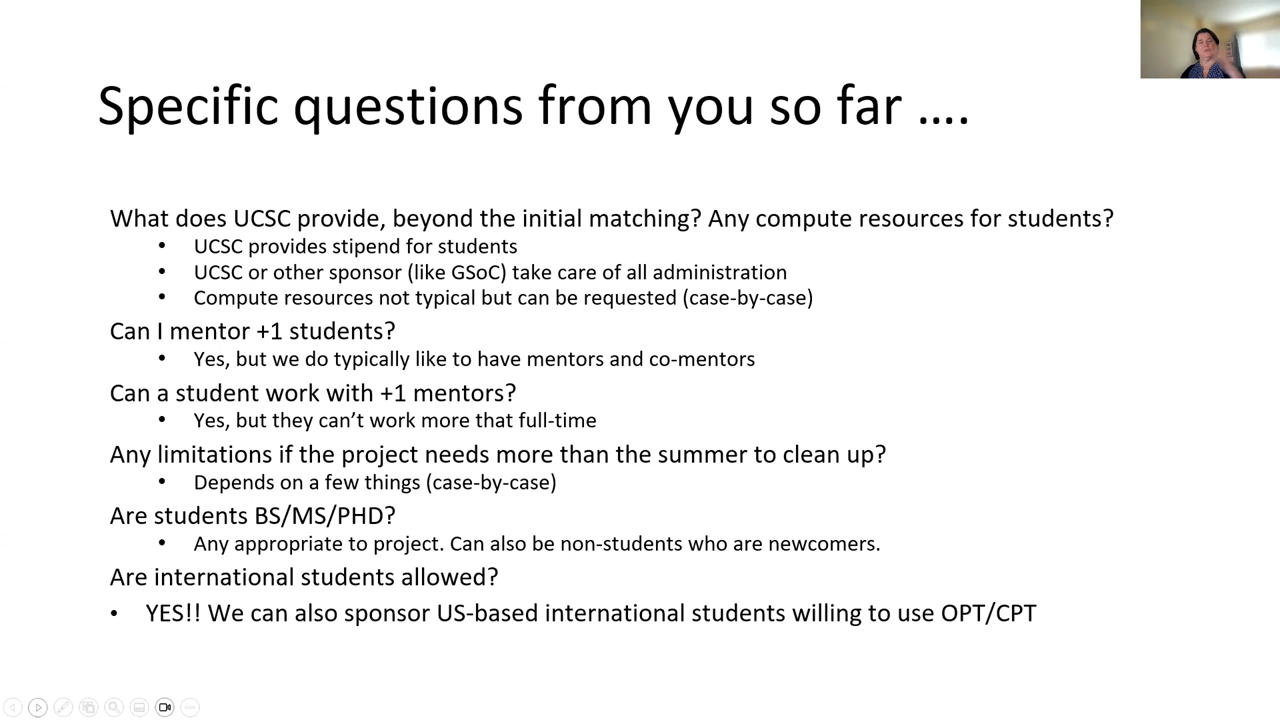 Specific questions from you so far ....
What does UCSC provide, beyond the initial matching? Any compute resources for students?
• UCSC provides stipend for students
• UCSC or other sponsor (like GSoC) take care of all administration
• Compute resources not typical but can be requested (case-by-case)
Can I mentor +1 students?
• Yes, but we do typically like to have mentors and co-mentors
Can a student work with +1 mentors?
• Yes, but they can’t work more that full-time
Any limitations if the project needs more than the summer to clean up?
• Depends on a few things (case-by-case)
Are students BS/MS/PHD?
• Any appropriate to project. Can also be non-students who are newcomers.
Are international students allowed?
• YES!! We can also sponsor US-based international students willing to use OPT/CPT